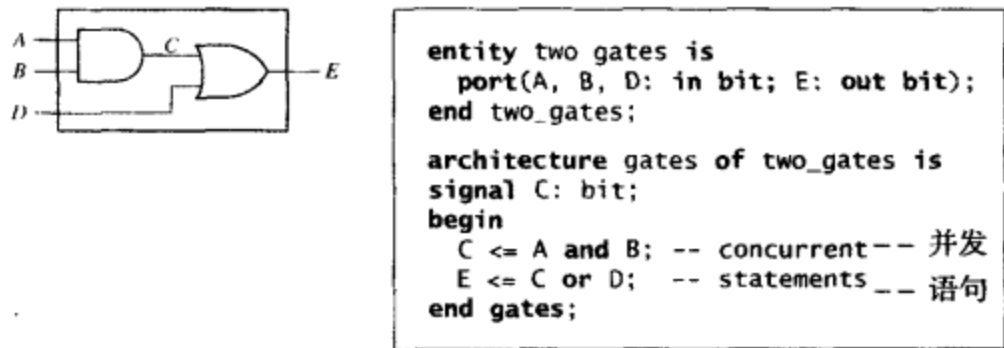 A
B
C
D
E
entity two gates is
port(A, B, D: in bit; E: out bit);
end two_gates;
architecture gates of two_gates is
signal C: bit;
begin
C <= A and B; -- concurrent -- 并发
E <= C or D; -- statements -- 语句
end gates;